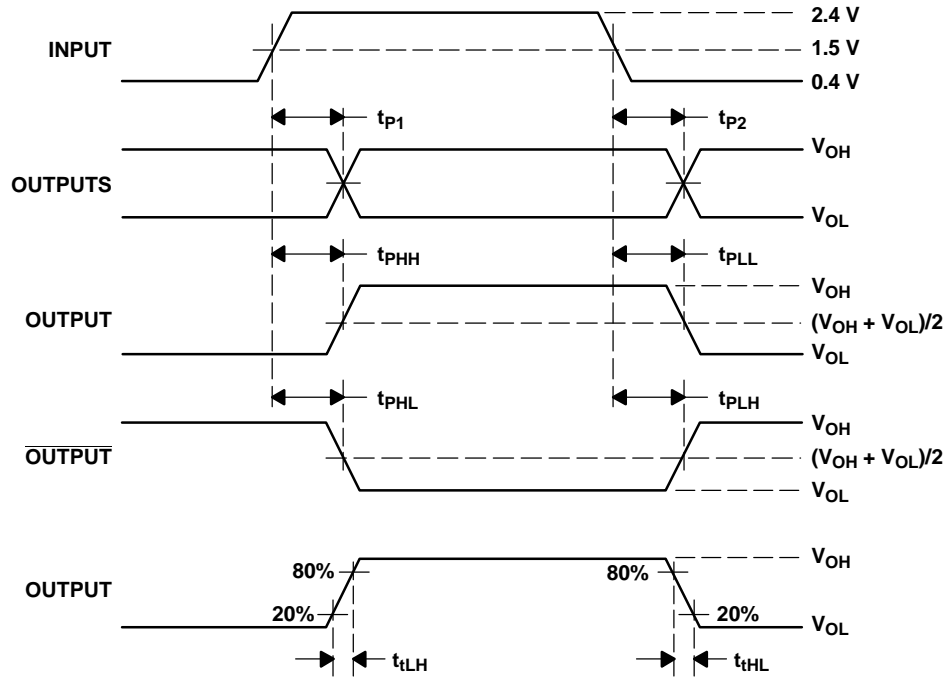 2.4 V
INPUT
1.5 V
0.4 V
tP1
tP2
VOH
OUTPUTS
VOL
tPHH
tPLL
VOH
OUTPUT
(VOH + VOL)/2
VOL
tPHL
tPLH
VOH
OUTPUT
(VOH + VOL)/2
VOL
VOH
80%
80%
OUTPUT
20%
20%
VOL
ttLH
ttHL